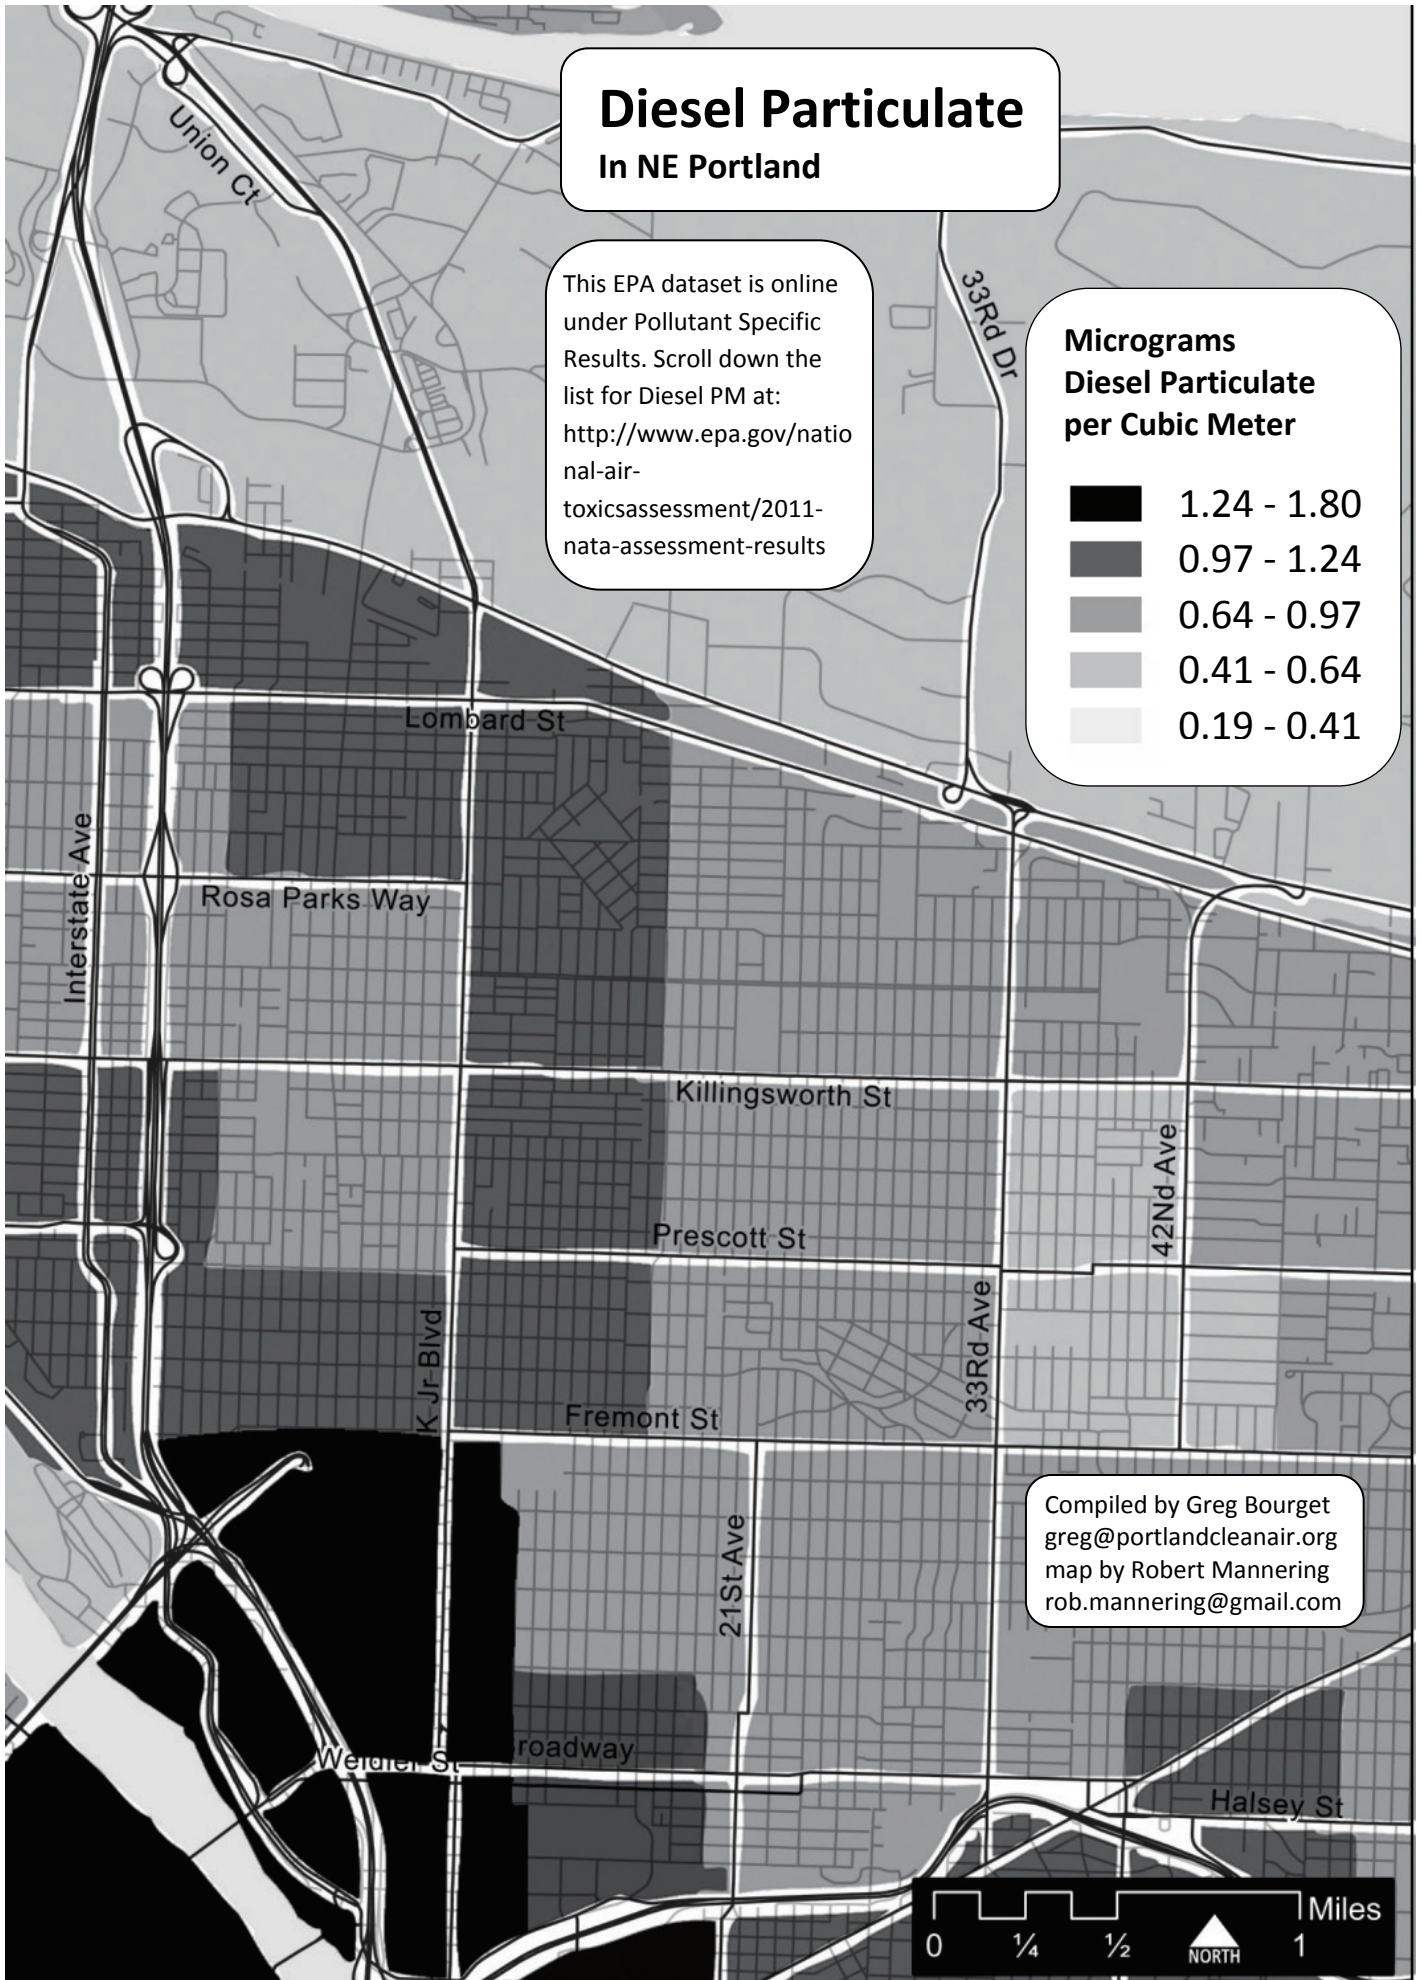 Diesel Particulate
In NE Portland
Union Ct
This EPA dataset is online
under Pollutant Specific
Results. Scroll down the
list for Diesel PM at:
http://www.epa.gov/natio
nal-air-
toxicsassessment/2011-
nata-assessment-results
33Rd Dr
Micrograms
Diesel Particulate
per Cubic Meter
1.24 - 1.80
0.97 - 1.24
0.64 - 0.97
0.41 - 0.64
0.19 - 0.41
Lombard St
Interstate Ave
Rosa Parks Way
Killingsworth St
42Nd Ave
Prescott St
33Rd Ave
K Jr Blvd
Fremont St
21St Ave
Compiled by Greg Bourget
greg@portlandcleanair.org
map by Robert Mannering
rob.mannering@gmail.com
Weidler St
roadway
Halsey St
Miles
0 ¼ ½ 1
NORTH